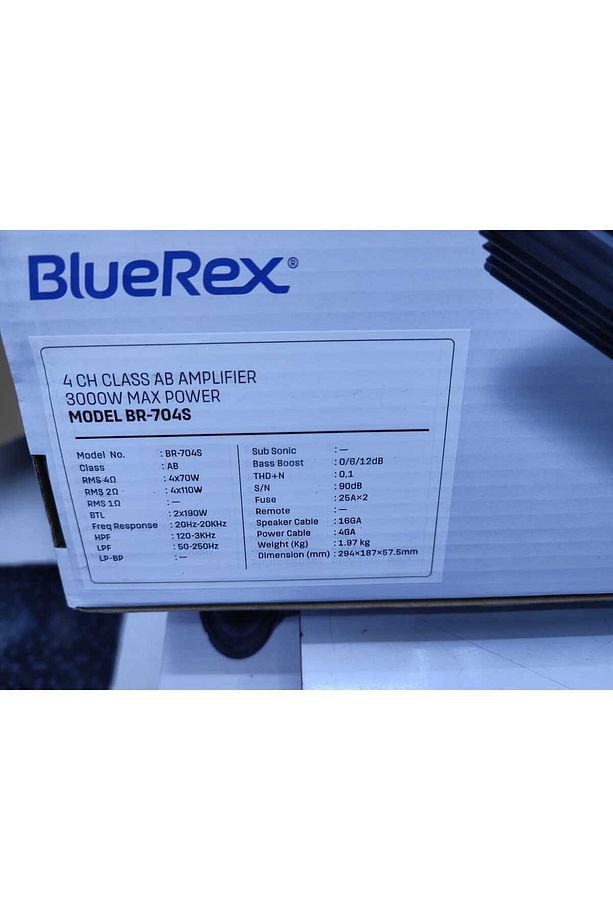 BlueRex®
4 CH CLASS AB AMPLIFIER
3000W MAX POWER
MODEL BR-704S
Model No. : BR-704S
Class : AB
RMS 4Ω : 4x70W
RMS 2Ω : 4x110W
RMS 1Ω : —
BTL : 2x190W
Freq Response : 20Hz-20KHz
HPF : 120-3KHz
LPF : 50-250Hz
LP-BP : —
Sub Sonic : —
Bass Boost : 0/6/12dB
THD+N : 0,1
S/N : 90dB
Fuse : 25A×2
Remote : —
Speaker Cable : 16GA
Power Cable : 4GA
Weight (Kg) : 1.97 kg
Dimension (mm) : 294×187×57.5mm